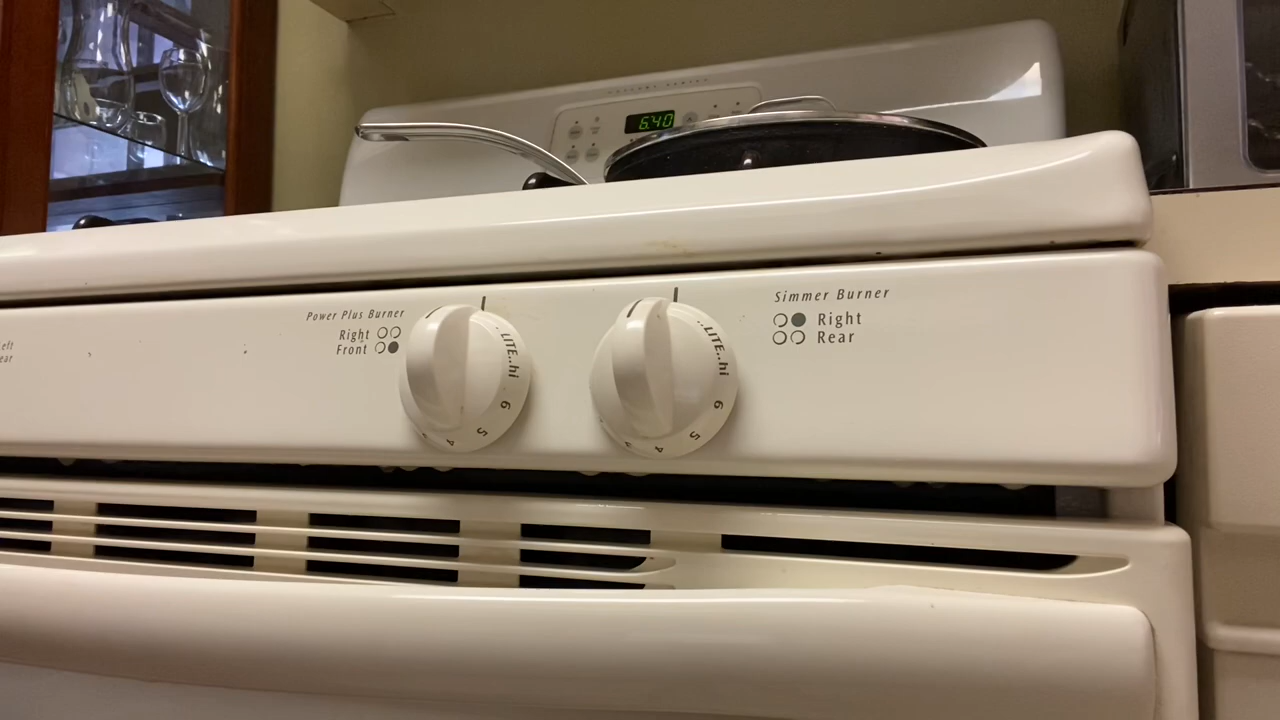 6:40
Power Plus Burner
Right
Front
LITE..hi
6
5
4
LITE..hi
6
5
4
Simmer Burner
Right
Rear